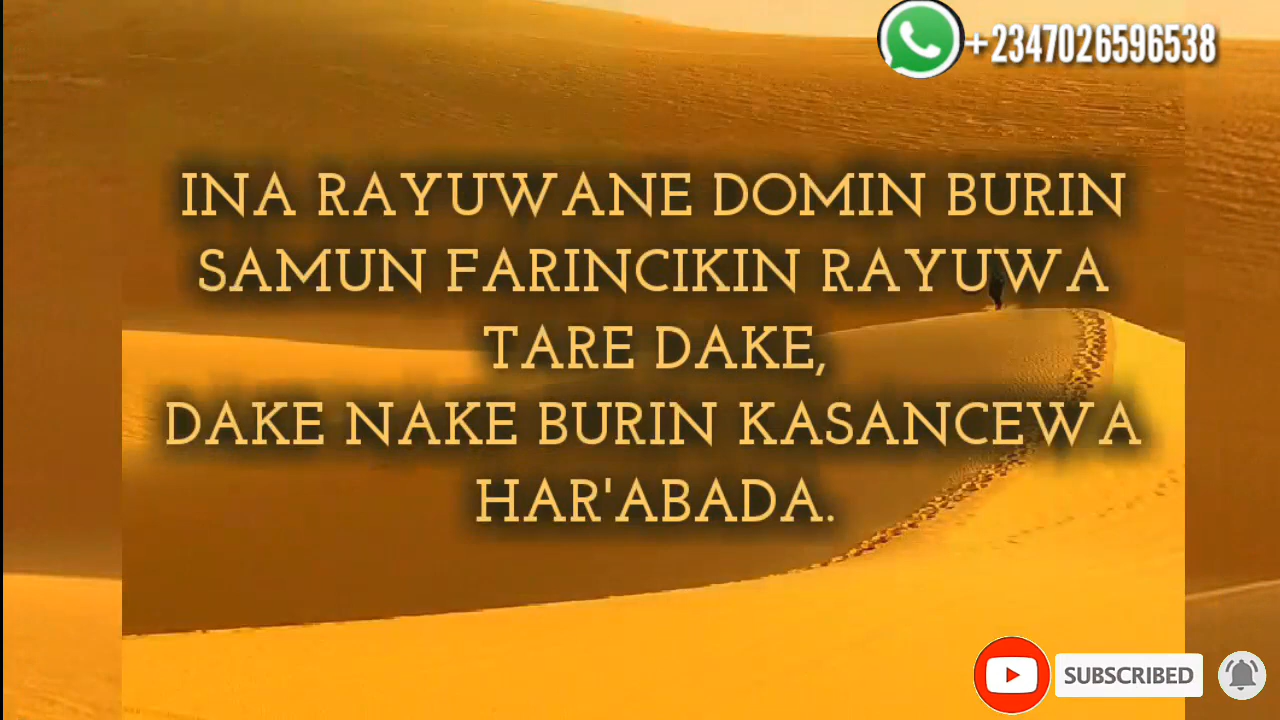 +2347026596538
INA RAYUWANE DOMIN BURIN
SAMUN FARINCIKIN RAYUWA
TARE DAKE,
DAKE NAKE BURIN KASANCEWA
HAR'ABADA.
SUBSCRIBED